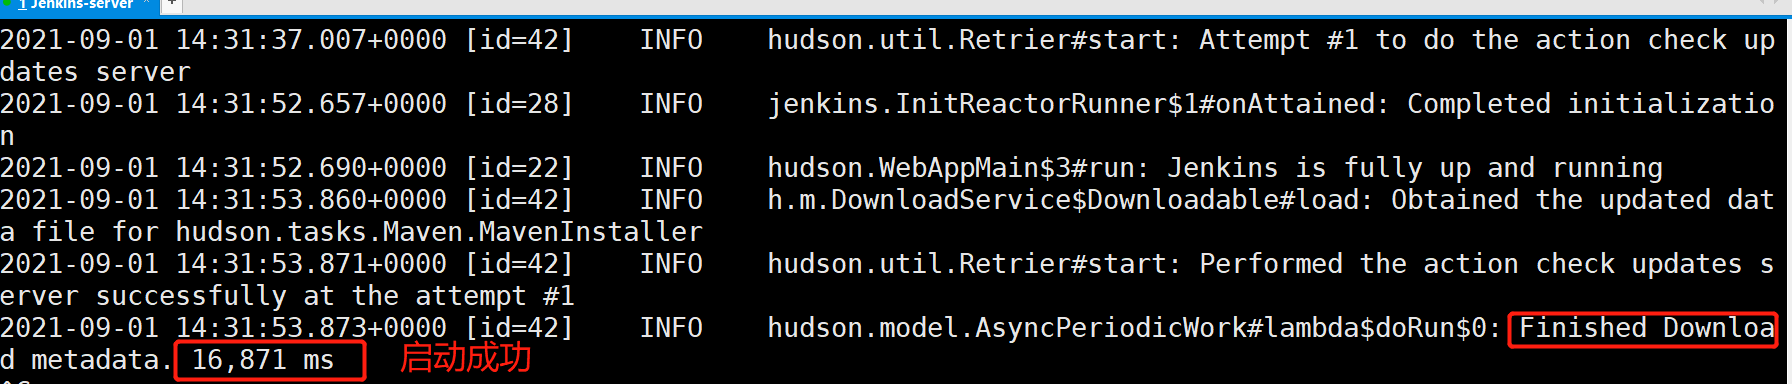 1 Jenkins-server
2021-09-01 14:31:37.007+0000 [id=42]    INFO    hudson.util.Retrier#start: Attempt #1 to do the action check up
dates server
2021-09-01 14:31:52.657+0000 [id=28]    INFO    jenkins.InitReactorRunner$1#onAttained: Completed initializatio
n
2021-09-01 14:31:52.690+0000 [id=22]    INFO    hudson.WebAppMain$3#run: Jenkins is fully up and running
2021-09-01 14:31:53.860+0000 [id=42]    INFO    h.m.DownloadService$Downloadable#load: Obtained the updated dat
a file for hudson.tasks.Maven.MavenInstaller
2021-09-01 14:31:53.871+0000 [id=42]    INFO    hudson.util.Retrier#start: Performed the action check updates s
erver successfully at the attempt #1
2021-09-01 14:31:53.873+0000 [id=42]    INFO    hudson.model.AsyncPeriodicWork#lambda$doRun$0: Finished Downloa
d metadata. 16,871 ms 启动成功